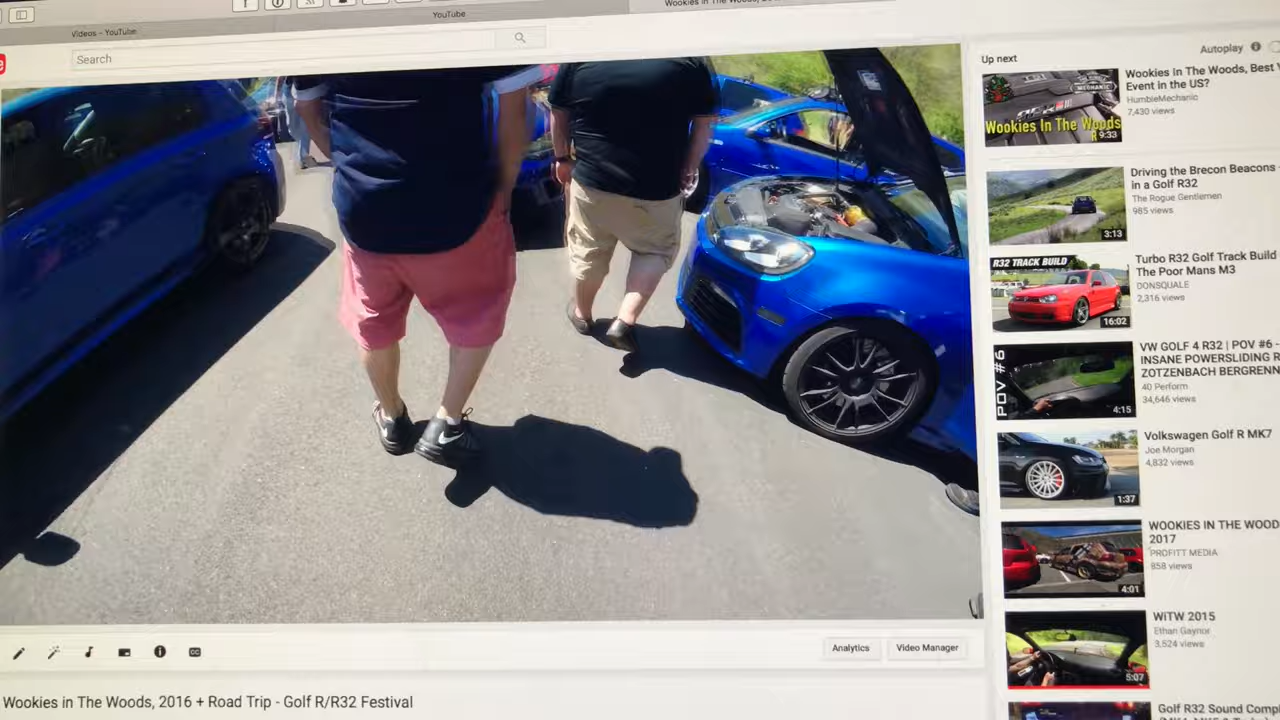 Videos - YouTube
YouTube
Search
Up next
Autoplay
Wookies In The Woods, Best
Event in the US?
HumbleMechanic
7,430 views
MECHANIC
Wookies In The Woods
9:33
Driving the Brecon Beacons -
in a Golf R32
The Rogue Gentlemen
985 views
3:13
R32 TRACK BUILD
Turbo R32 Golf Track Build
The Poor Mans M3
DONSQUALE
2,316 views
16:02
POV #6
VW GOLF 4 R32 | POV #6 -
INSANE POWERSLIDING
ZOTZENBACH BERGRENN
40 Perform
34,646 views
4:15
Volkswagen Golf R MK7
Joe Morgan
4,832 views
1:37
WOOKIES IN THE WOOD
2017
PROFITT MEDIA
858 views
4:01
WiTW 2015
Ethan Gaynor
3,524 views
5:07
Golf R32 Sound Comp
Analytics
Video Manager
CC
Wookies in The Woods, 2016 + Road Trip - Golf R/R32 Festival